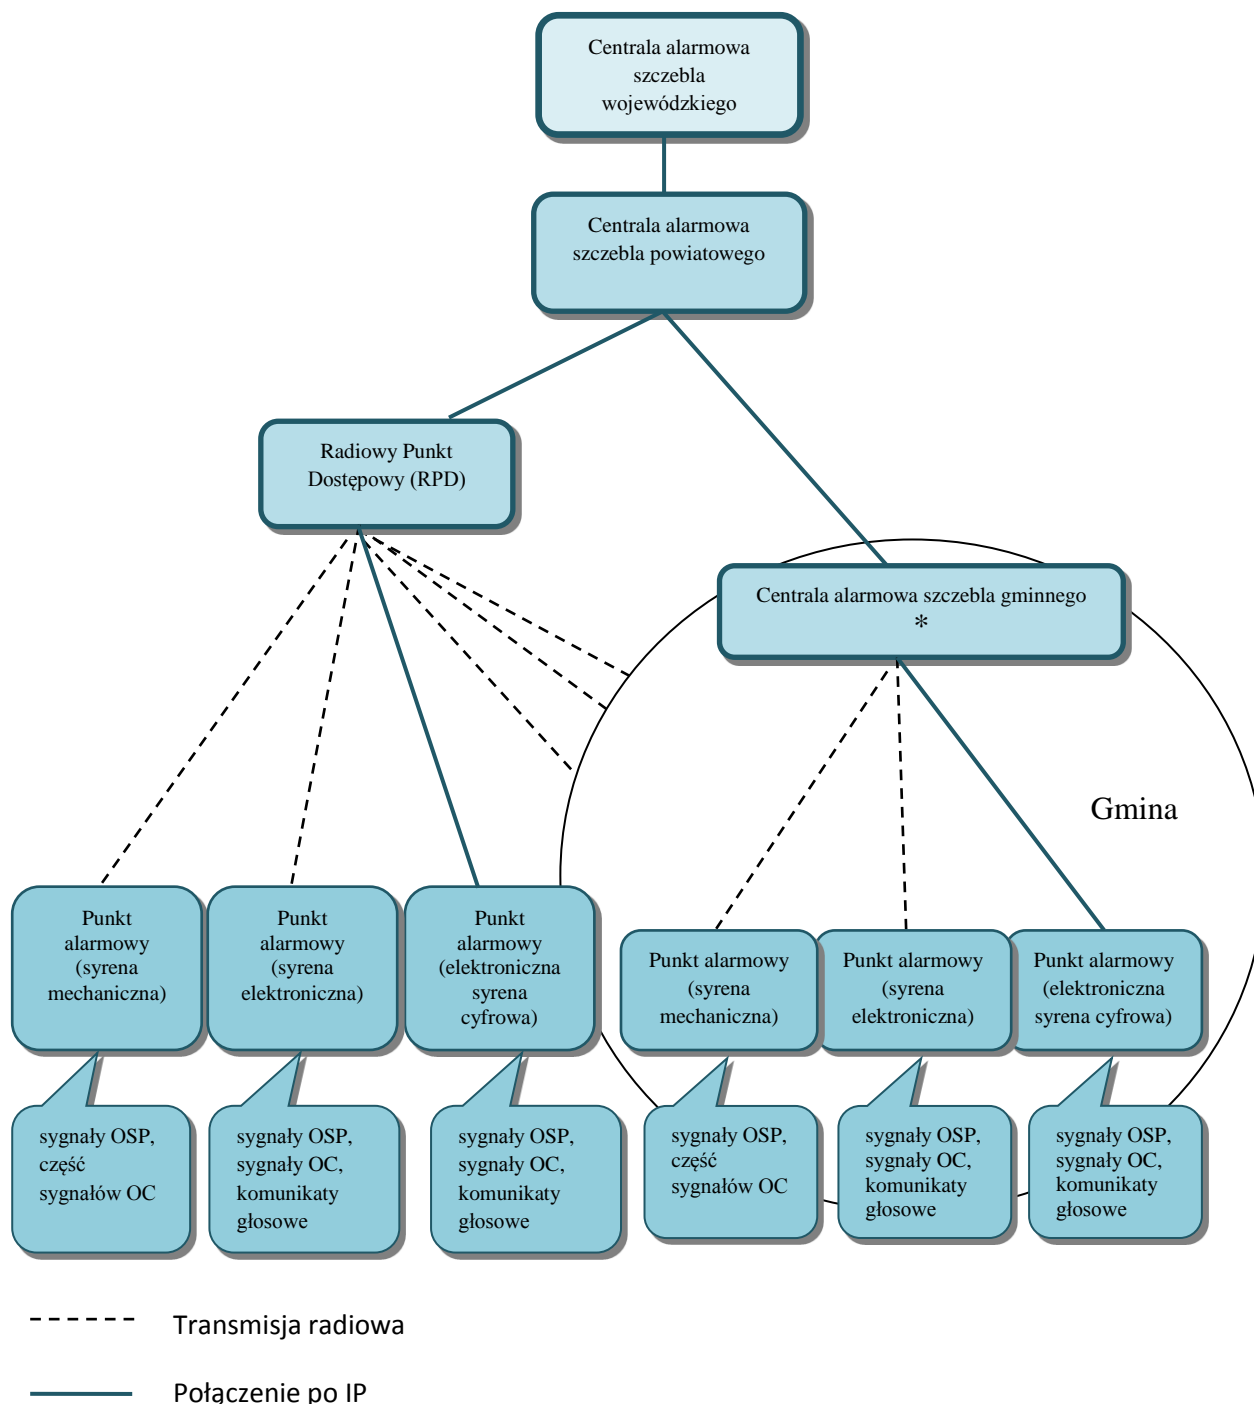 Centrala alarmowa
szczebla
wojewódzkiego
Centrala alarmowa
szczebla powiatowego
Radiowy Punkt
Dostępowy (RPD)
Centrala alarmowa szczebla gminnego
*
Gmina
Punkt
alarmowy
(syrena
mechaniczna)
Punkt
alarmowy
(syrena
elektroniczna)
Punkt
alarmowy
(elektroniczna
syrena
cyfrowa)
Punkt alarmowy
(syrena
mechaniczna)
Punkt alarmowy
(syrena
elektroniczna)
Punkt alarmowy
(elektroniczna
syrena cyfrowa)
sygnały OSP,
część
sygnałów OC
sygnały OSP,
sygnały OC,
komunikaty
głosowe
sygnały OSP,
sygnały OC,
komunikaty
głosowe
sygnały OSP,
część
sygnałów OC
sygnały OSP,
sygnały OC,
komunikaty
głosowe
sygnały OSP,
sygnały OC,
komunikaty
głosowe
Transmisja radiowa
Połączenie po IP